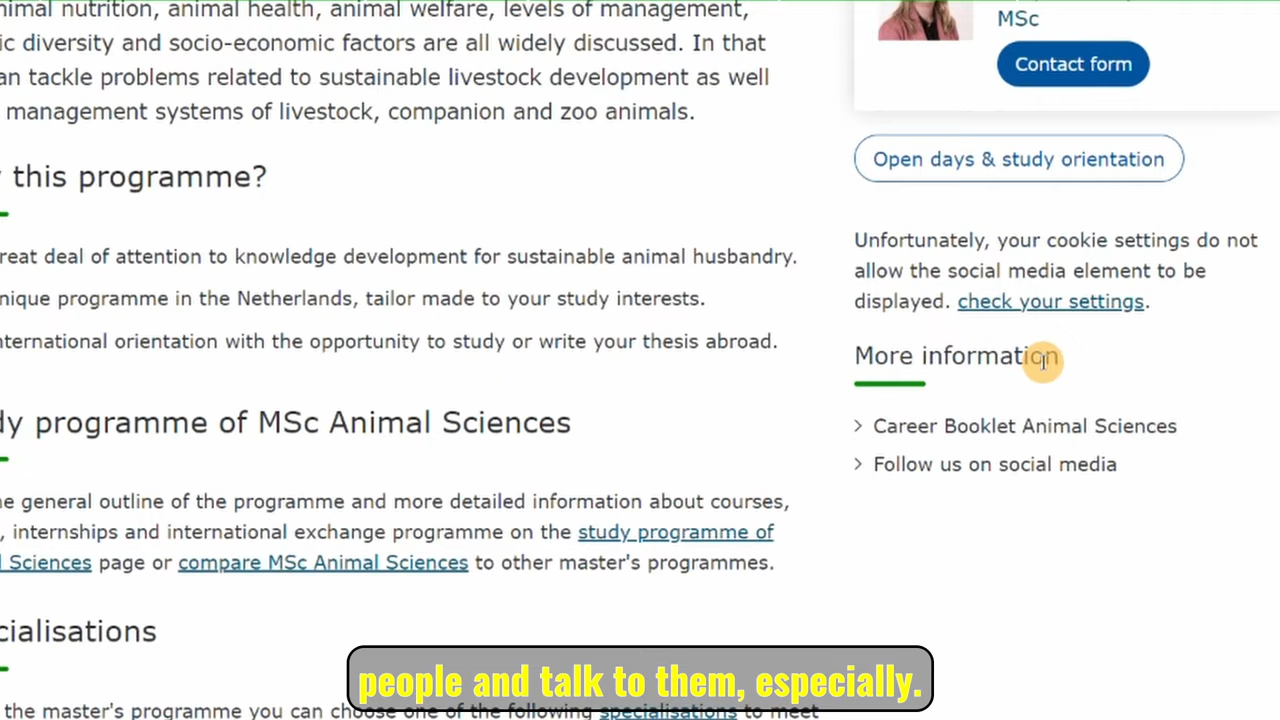 nimal nutrition, animal health, animal welfare, levels of management,
ic diversity and socio-economic factors are all widely discussed. In that
an tackle problems related to sustainable livestock development as well
management systems of livestock, companion and zoo animals.
this programme?
reat deal of attention to knowledge development for sustainable animal husbandry.
nique programme in the Netherlands, tailor made to your study interests.
nternational orientation with the opportunity to study or write your thesis abroad.
dy programme of MSc Animal Sciences
he general outline of the programme and more detailed information about courses,
, internships and international exchange programme on the study programme of
l Sciences page or compare MSc Animal Sciences to other master's programmes.
cialisations
the master's programme you can choose one of the following specialisations to meet
MSc
Contact form
Open days & study orientation
Unfortunately, your cookie settings do not
allow the social media element to be
displayed. check your settings.
More information
Career Booklet Animal Sciences
Follow us on social media
people and talk to them, especially.